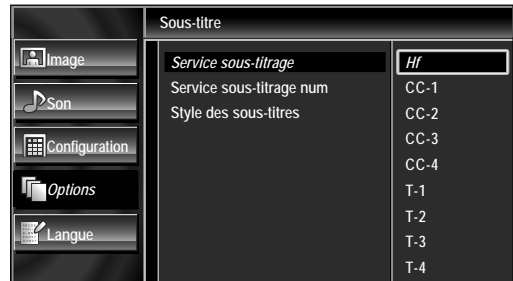 Sous-titre
Image
Son
Configuration
Options
Langue
Service sous-titrage
Service sous-titrage num
Style des sous-titres
Hf
CC-1
CC-2
CC-3
CC-4
T-1
T-2
T-3
T-4